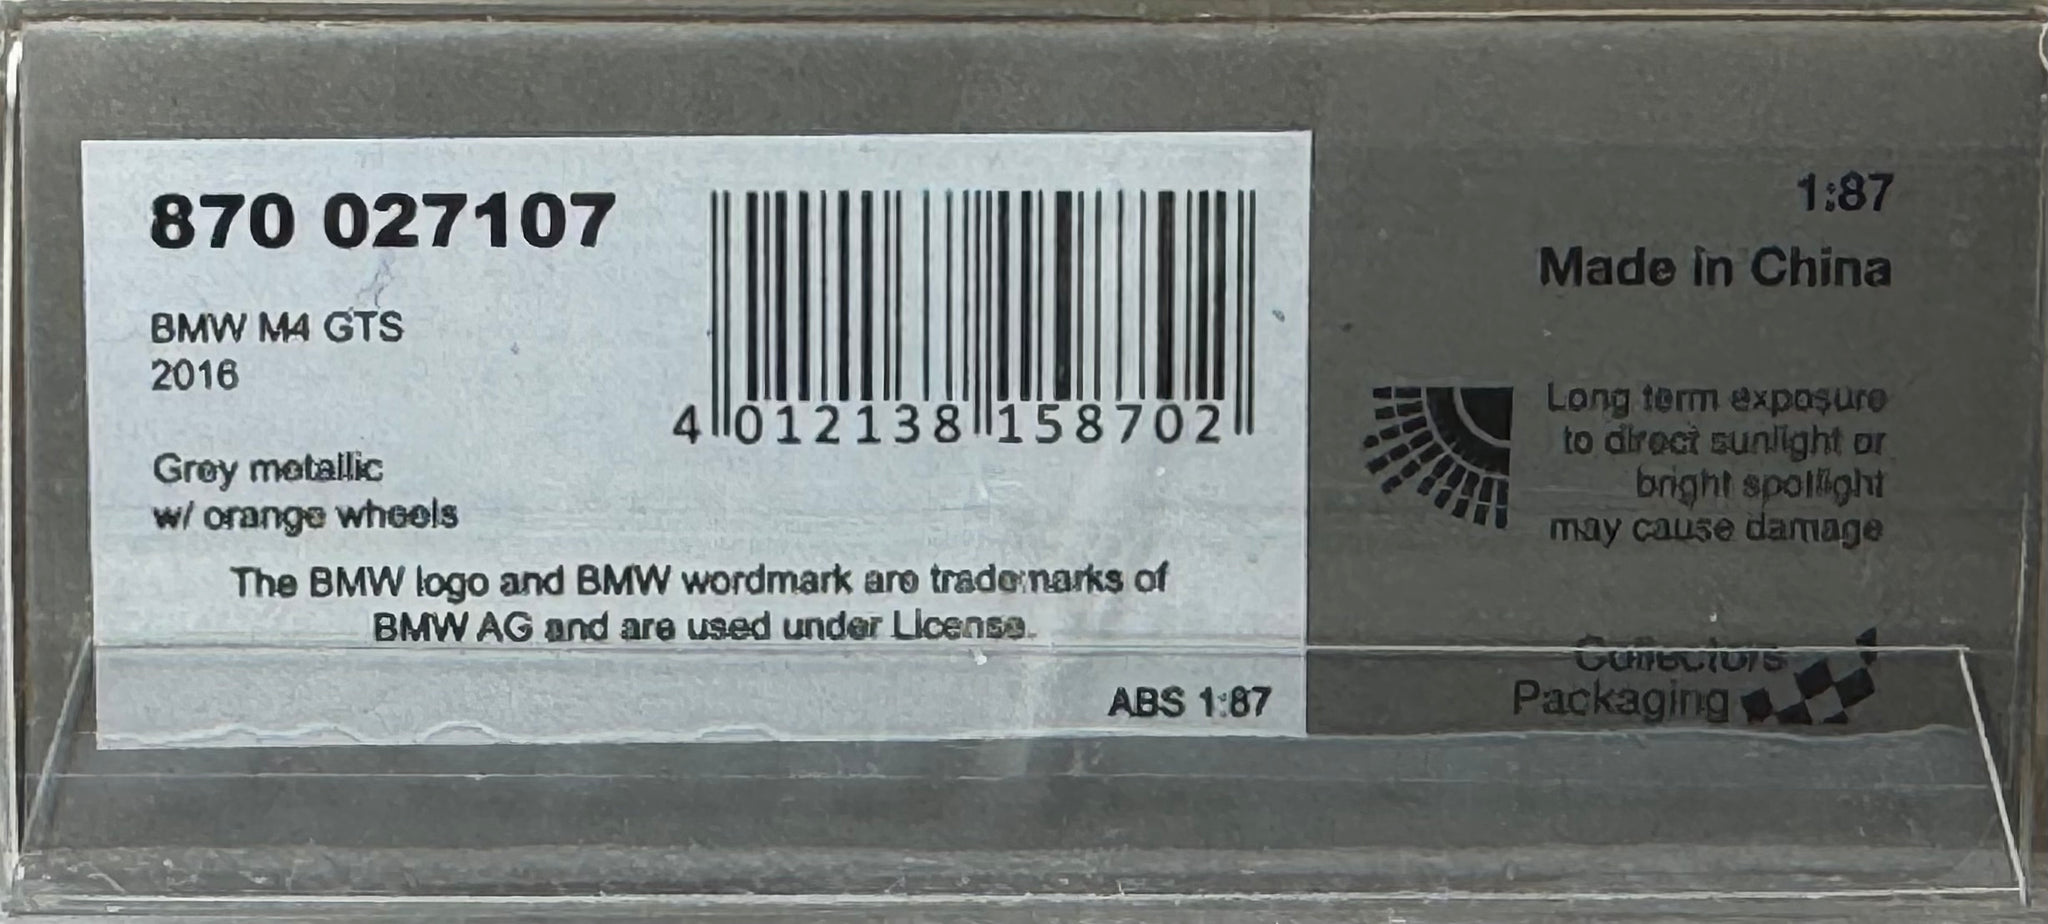 870 027107
BMW M4 GTS
2016
Grey metallic
w/ orange wheels
4 012138 158702
The BMW logo and BMW wordmark are trademarks of
BMW AG and are used under License.
ABS 1:87
1:87
Made in China
Long term exposure
to direct sunlight or
bright spotlight
may cause damage
Collectors
Packaging